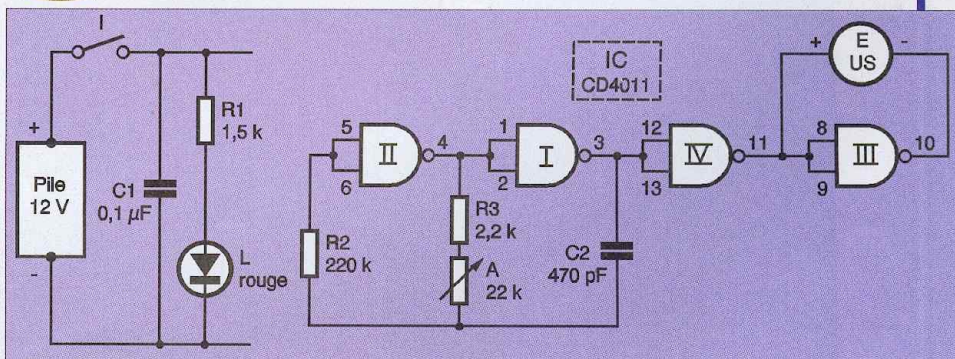 I
+
Pile
12 V
-
C1
0,1 µF
R1
1,5 k
L
rouge
IC
CD4011
5
6
II
4
R2
220 k
R3
2,2 k
A
22 k
1
2
I
3
C2
470 pF
12
13
IV
11
+
E
US
-
8
9
III
10